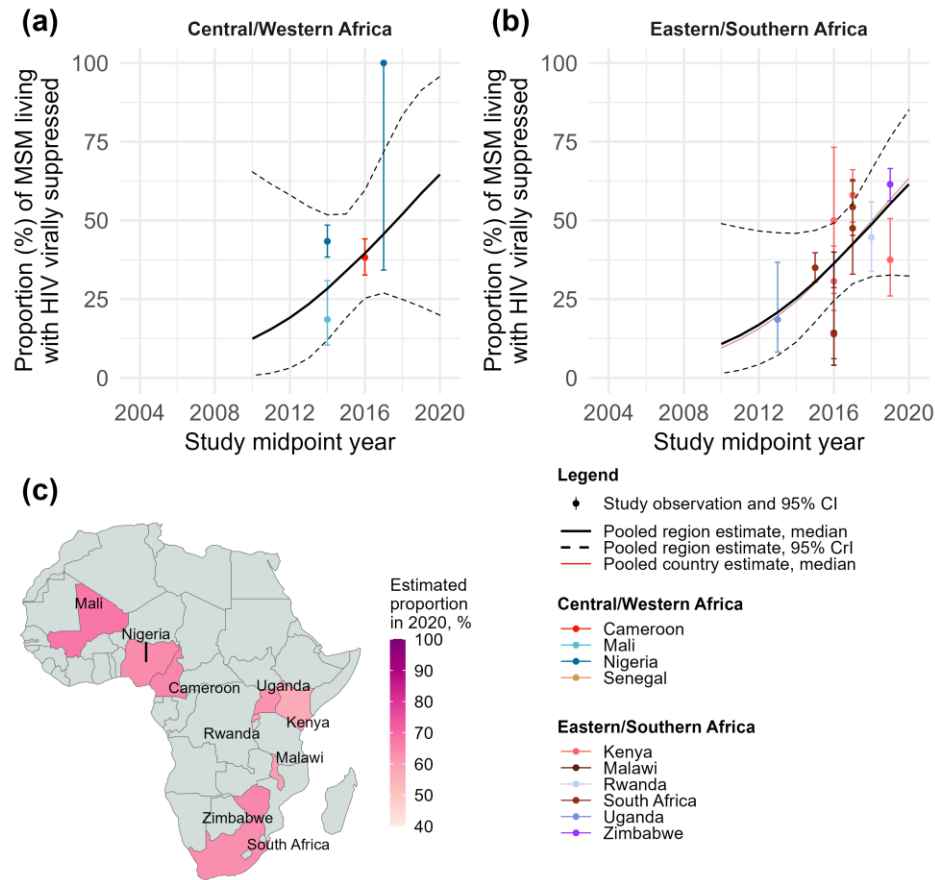 (a)
Central/Western Africa
Proportion (%) of MSM living
with HIV virally suppressed
100
75
50
25
0
2004 2008 2012 2016 2020
Study midpoint year
(b)
Eastern/Southern Africa
Proportion (%) of MSM living
with HIV virally suppressed
100
75
50
25
0
2004 2008 2012 2016 2020
Study midpoint year
(c)
Mali
Nigeria
Cameroon
Uganda
Kenya
Rwanda
Malawi
Zimbabwe
South Africa
Estimated
proportion
in 2020, %
100
90
80
70
60
50
40
Legend
Study observation and 95% CI
Pooled region estimate, median
Pooled region estimate, 95% CrI
Pooled country estimate, median
Central/Western Africa
Cameroon
Mali
Nigeria
Senegal
Eastern/Southern Africa
Kenya
Malawi
Rwanda
South Africa
Uganda
Zimbabwe